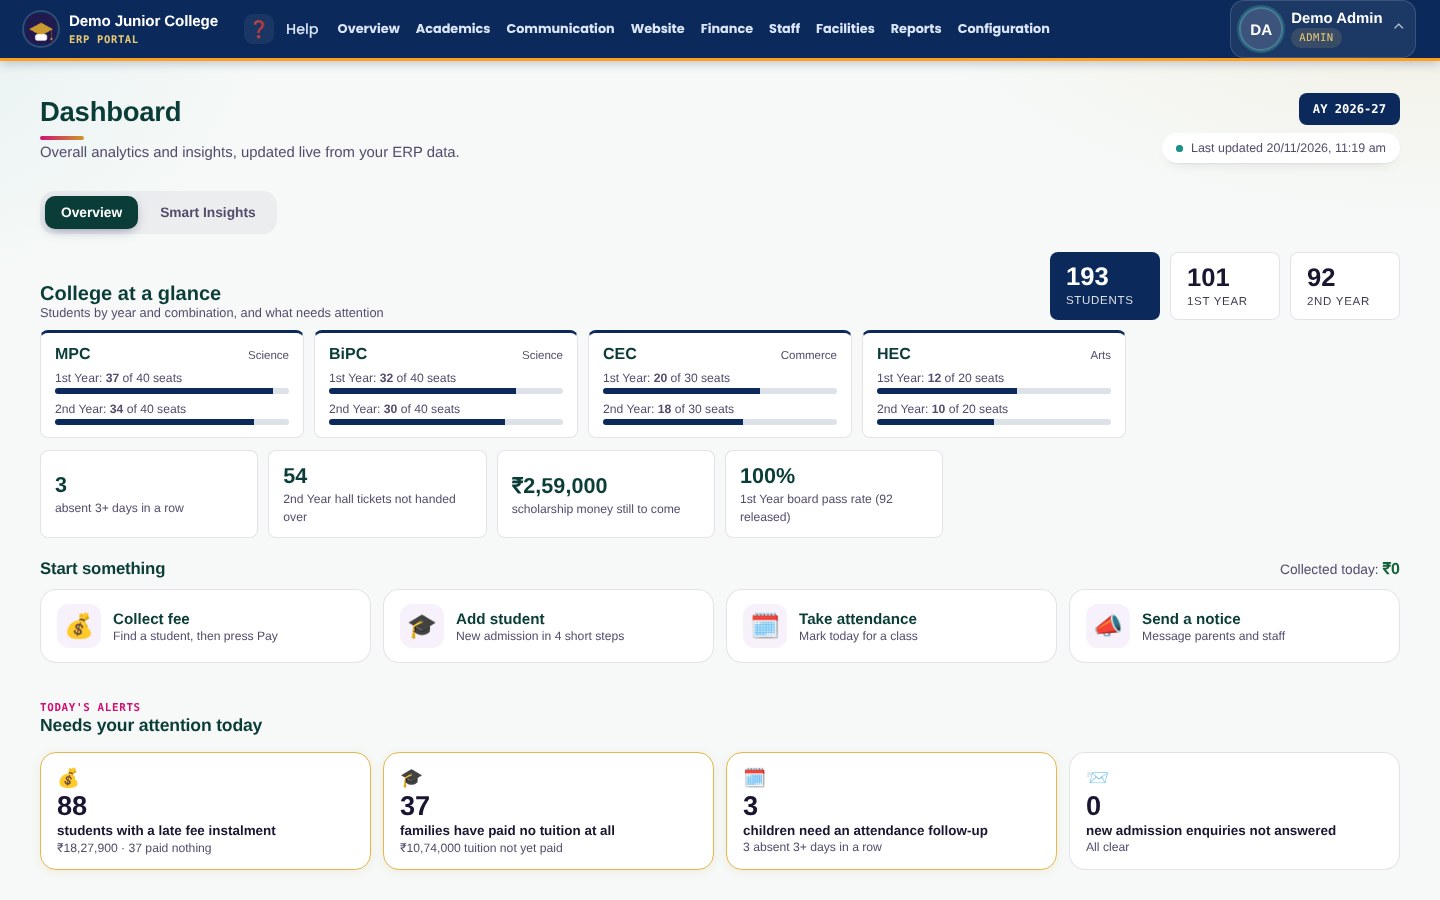 Demo Junior College
ERP PORTAL
Help
Overview
Academics
Communication
Website
Finance
Staff
Facilities
Reports
Configuration
DA
Demo Admin
ADMIN
Dashboard
Overall analytics and insights, updated live from your ERP data.
AY 2026-27
Last updated 20/11/2026, 11:19 am
Overview
Smart Insights
College at a glance
Students by year and combination, and what needs attention
193
STUDENTS
101
1ST YEAR
92
2ND YEAR
MPC
Science
1st Year: 37 of 40 seats
2nd Year: 34 of 40 seats
BiPC
Science
1st Year: 32 of 40 seats
2nd Year: 30 of 40 seats
CEC
Commerce
1st Year: 20 of 30 seats
2nd Year: 18 of 30 seats
HEC
Arts
1st Year: 12 of 20 seats
2nd Year: 10 of 20 seats
3
absent 3+ days in a row
54
2nd Year hall tickets not handed
over
₹2,59,000
scholarship money still to come
100%
1st Year board pass rate (92
released)
Start something
Collected today: ₹0
Collect fee
Find a student, then press Pay
Add student
New admission in 4 short steps
Take attendance
Mark today for a class
Send a notice
Message parents and staff
TODAY'S ALERTS
Needs your attention today
88
students with a late fee instalment
₹18,27,900 · 37 paid nothing
37
families have paid no tuition at all
₹10,74,000 tuition not yet paid
3
children need an attendance follow-up
3 absent 3+ days in a row
0
new admission enquiries not answered
All clear